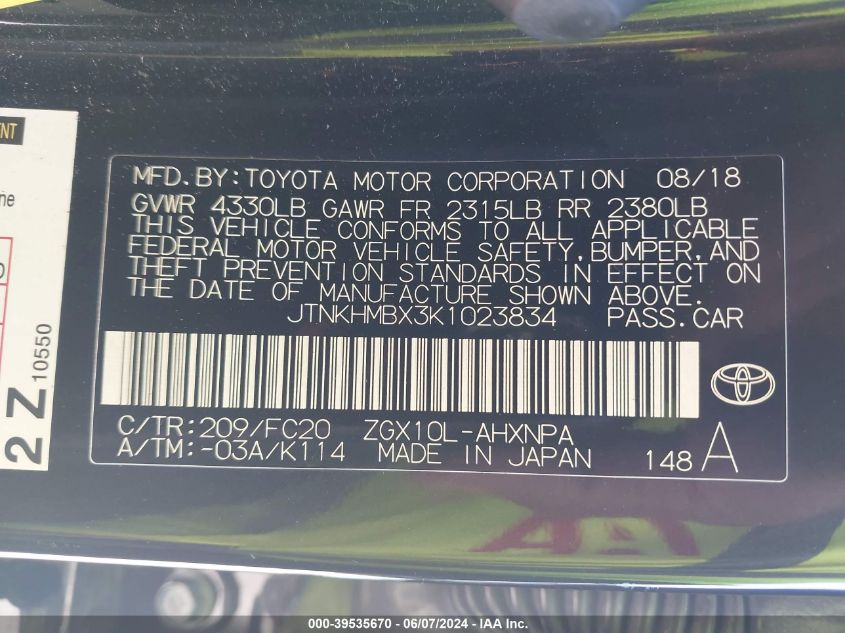 MFD.BY:TOYOTA MOTOR CORPORATION 08/18
GVWR 4330LB GAWR FR 2315LB RR 2380LB
THIS VEHICLE CONFORMS TO ALL APPLICABLE
FEDERAL MOTOR VEHICLE SAFETY,BUMPER,AND
THEFT PREVENTION STANDARDS IN EFFECT ON
THE DATE OF MANUFACTURE SHOWN ABOVE.
JTNKHMBX3K1023834 PASS.CAR
C/TR:209/FC20 ZGX10L-AHXNPA
A/TM:-03A/K114 MADE IN JAPAN 148 A
2 Z 10550
000-39535670 - 06/07/2024 - IAA Inc.